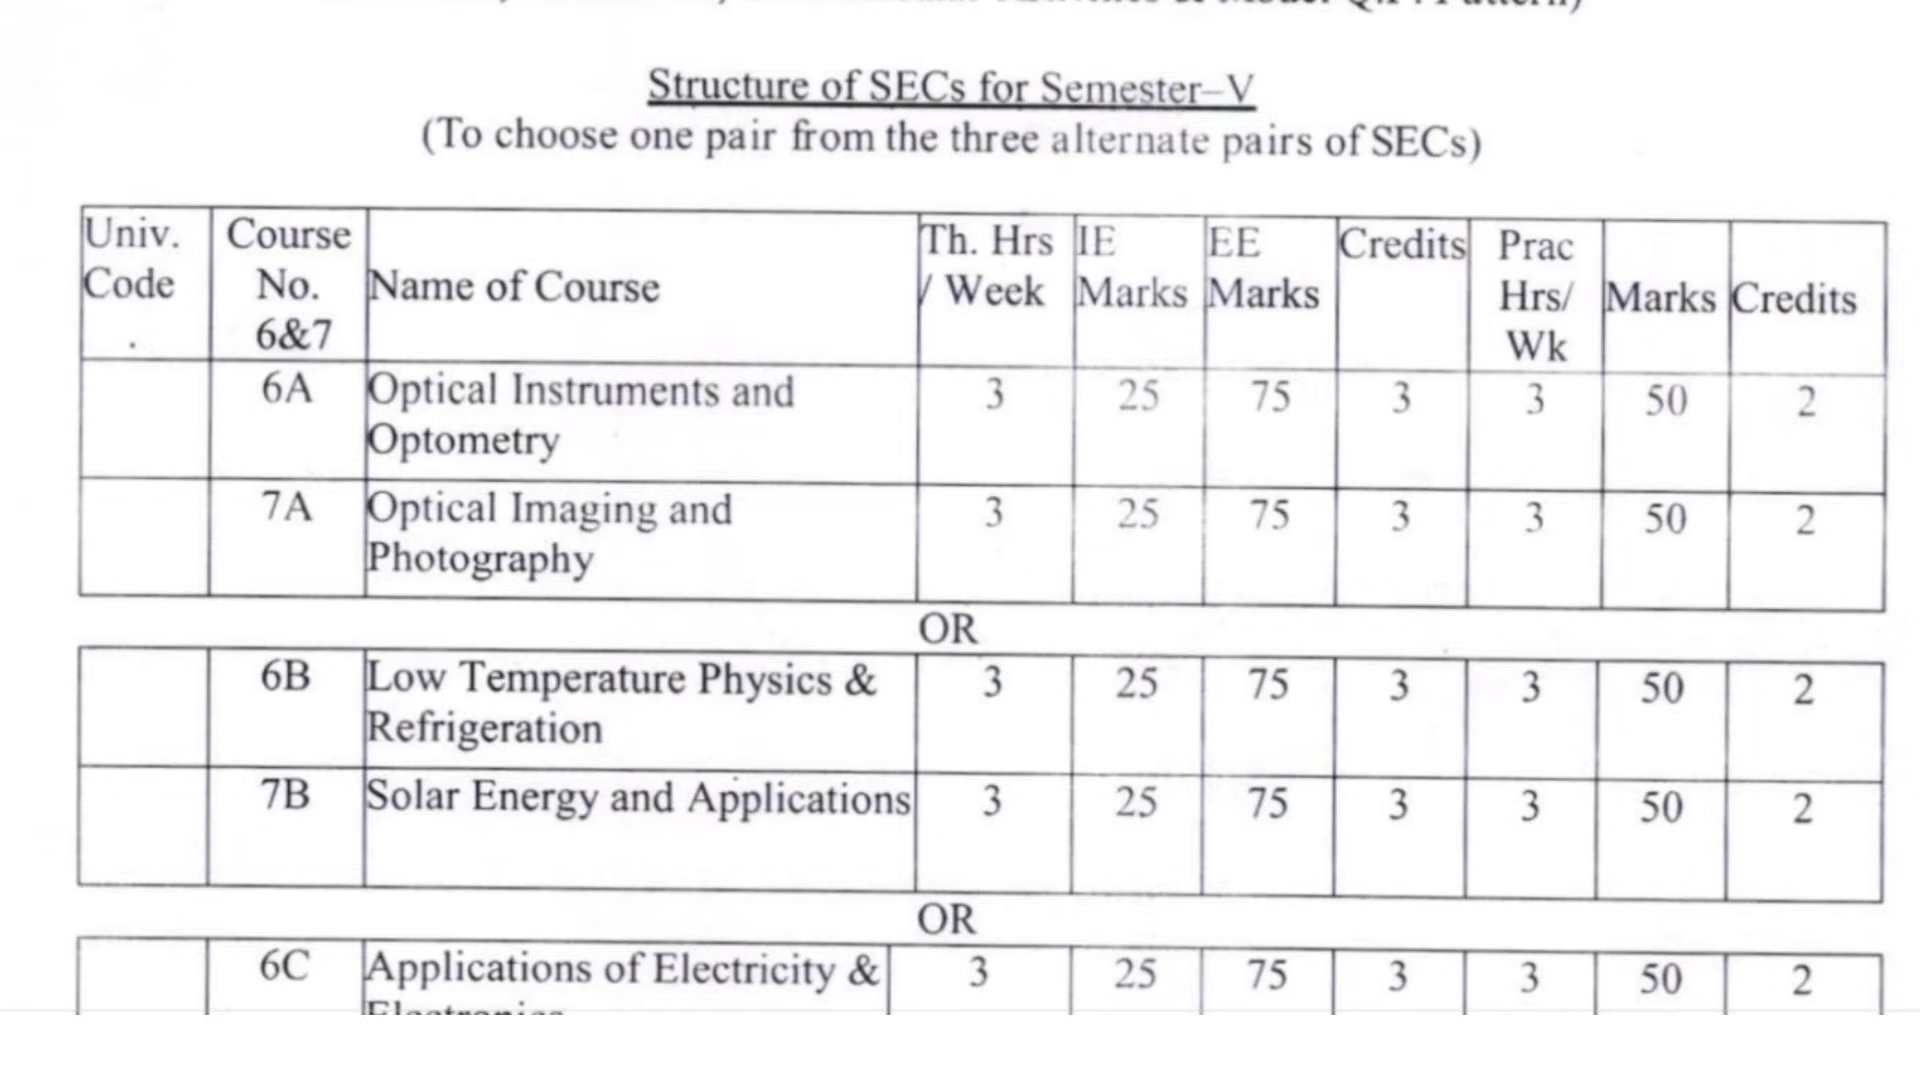 Structure of SECs for Semester–V
(To choose one pair from the three alternate pairs of SECs)
Univ. Code . Course No. 6&7 Name of Course Th. Hrs / Week IE Marks EE Marks Credits Prac Hrs/ Wk Marks Credits
6A Optical Instruments and 3 25 75 3 3 50 2
Optometry
7A Optical Imaging and 3 25 75 3 3 50 2
Photography
OR
6B Low Temperature Physics & 3 25 75 3 3 50 2
Refrigeration
7B Solar Energy and Applications 3 25 75 3 3 50 2
OR
6C Applications of Electricity & 3 25 75 3 3 50 2
Electronics